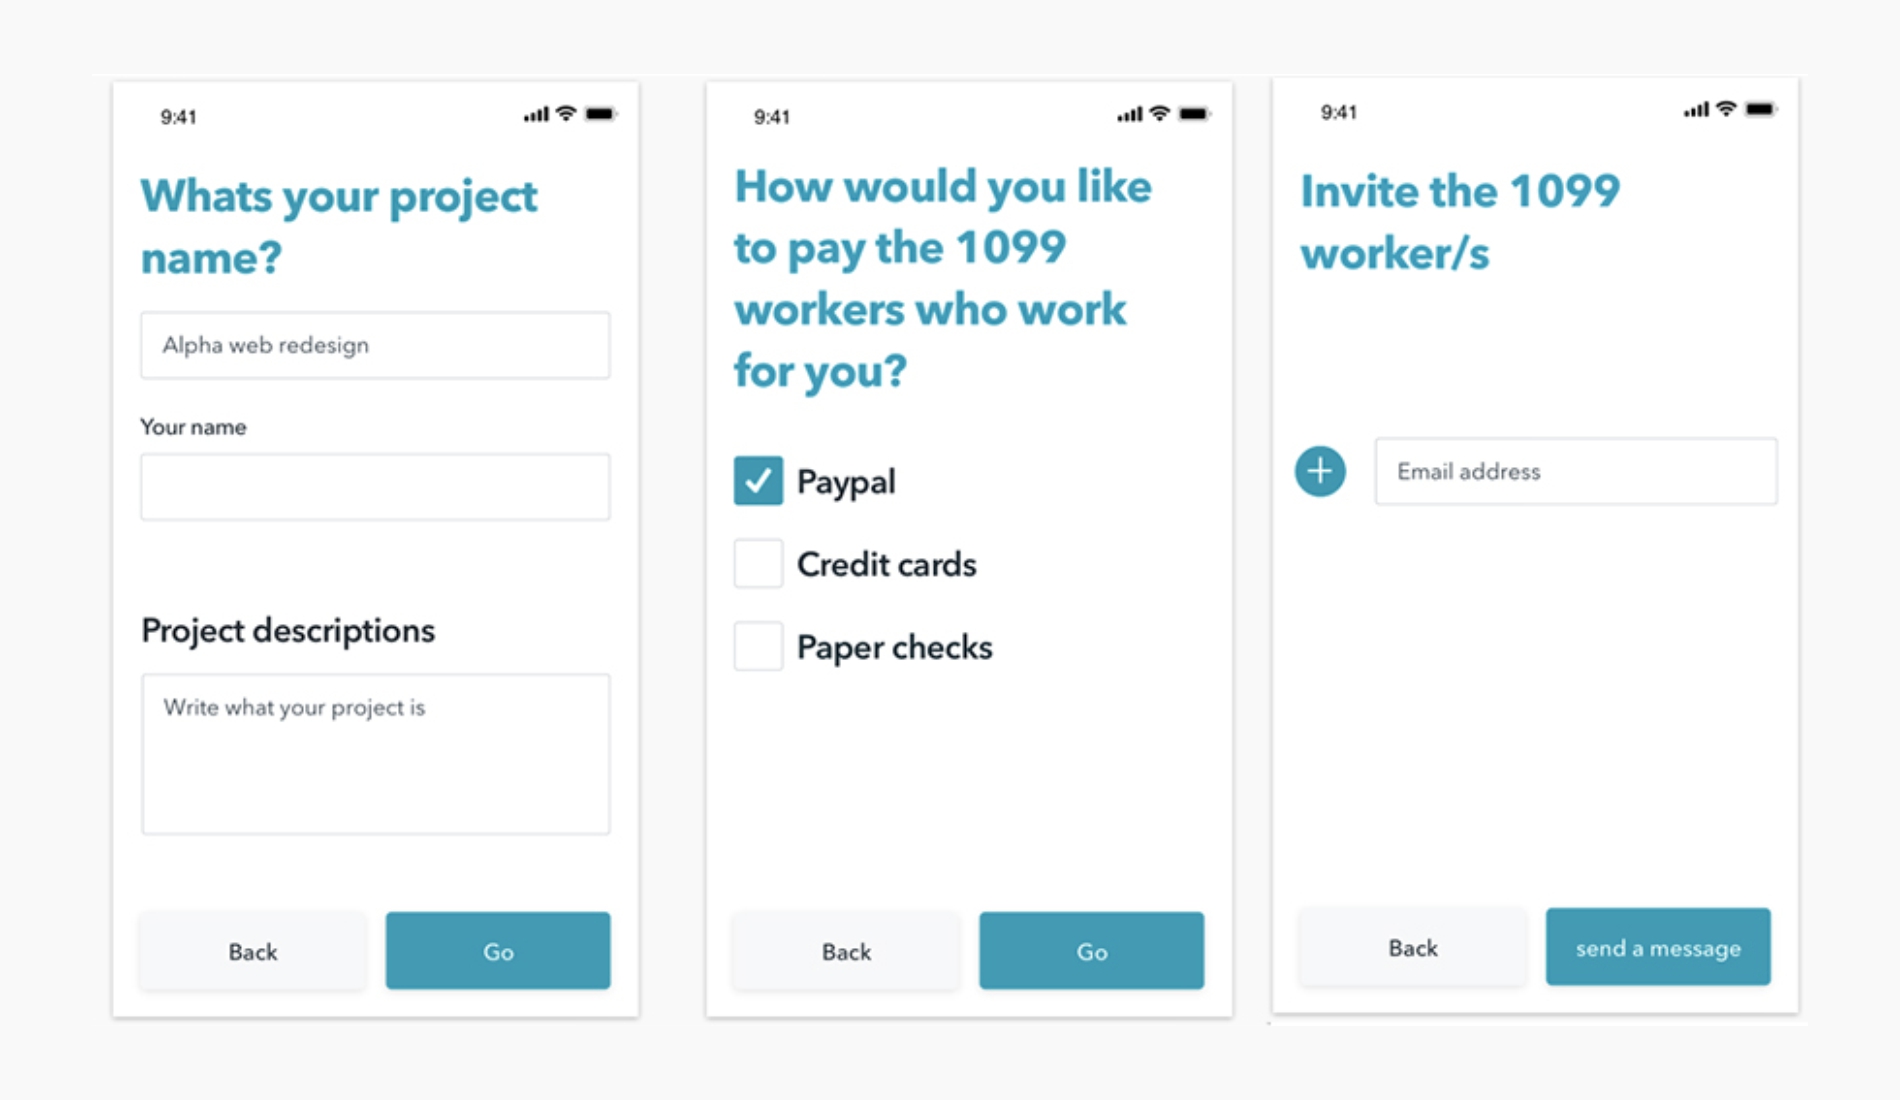 9:41
Whats your project
name?
Alpha web redesign
Your name
Project descriptions
Write what your project is
Back
Go
9:41
How would you like
to pay the 1099
workers who work
for you?
Paypal
Credit cards
Paper checks
Back
Go
9:41
Invite the 1099
worker/s
Email address
Back
send a message